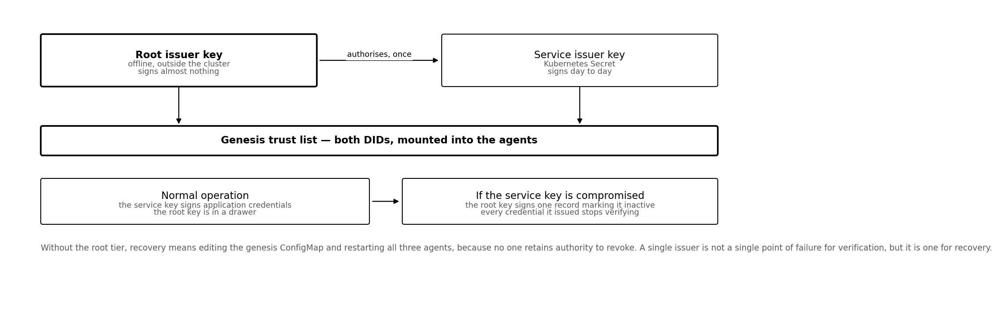 Root issuer key
offline, outside the cluster
signs almost nothing
authorises, once
Service issuer key
Kubernetes Secret
signs day to day
Genesis trust list — both DIDs, mounted into the agents
Normal operation
the service key signs application credentials
the root key is in a drawer
If the service key is compromised
the root key signs one record marking it inactive
every credential it issued stops verifying
Without the root tier, recovery means editing the genesis ConfigMap and restarting all three agents, because no one retains authority to revoke. A single issuer is not a single point of failure for verification, but it is one for recovery.